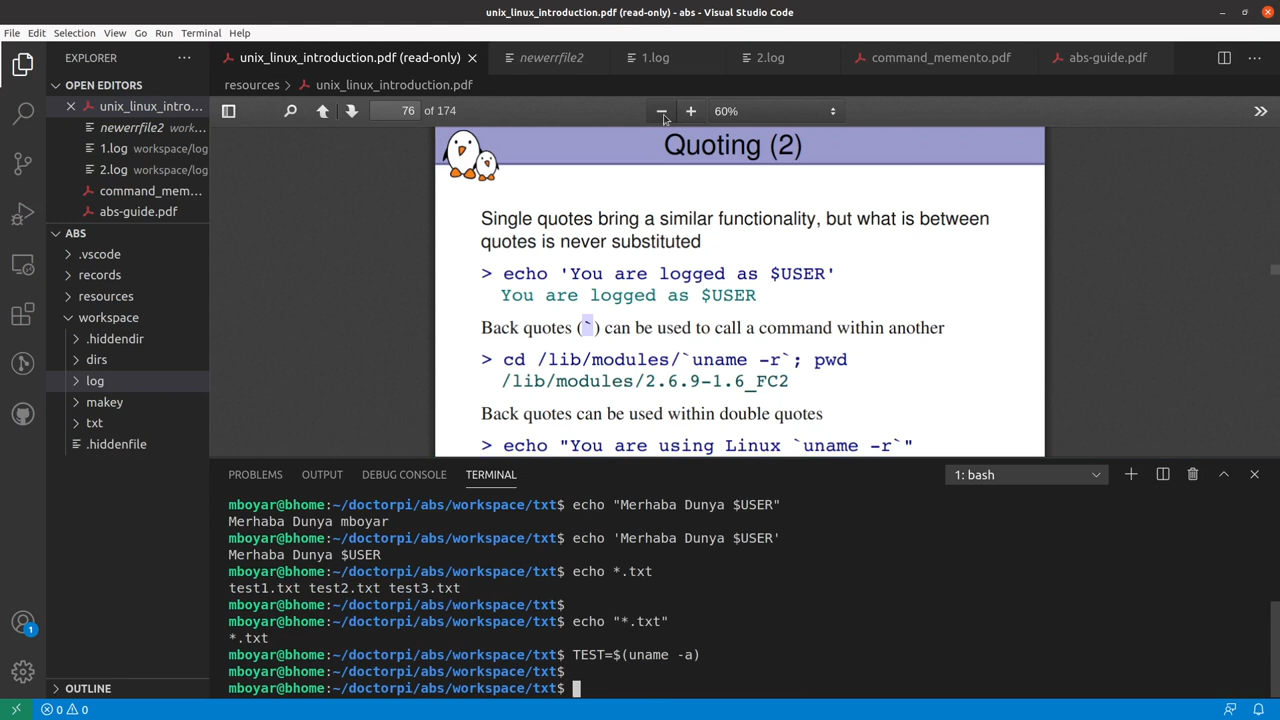 unix_linux_introduction.pdf (read-only) - abs - Visual Studio Code
File Edit Selection View Go Run Terminal Help
EXPLORER
unix_linux_introduction.pdf (read-only)
newerrfile2
1.log
2.log
command_memento.pdf
abs-guide.pdf
resources > unix_linux_introduction.pdf
OPEN EDITORS
unix_linux_intro...
newerrfile2 work...
1.log workspace/log
2.log workspace/log
command_mem...
abs-guide.pdf
ABS
.vscode
records
resources
workspace
.hiddendir
dirs
log
makey
txt
.hiddenfile
OUTLINE
76 of 174
60%
Quoting (2)
Single quotes bring a similar functionality, but what is between
quotes is never substituted
> echo 'You are logged as $USER'
You are logged as $USER
Back quotes (`) can be used to call a command within another
> cd /lib/modules/`uname -r`; pwd
/lib/modules/2.6.9-1.6_FC2
Back quotes can be used within double quotes
> echo "You are using Linux `uname -r`"
PROBLEMS OUTPUT DEBUG CONSOLE TERMINAL
1: bash
mboyar@bhome:~/doctorpi/abs/workspace/txt$ echo "Merhaba Dunya $USER"
Merhaba Dunya mboyar
mboyar@bhome:~/doctorpi/abs/workspace/txt$ echo 'Merhaba Dunya $USER'
Merhaba Dunya $USER
mboyar@bhome:~/doctorpi/abs/workspace/txt$ echo *.txt
test1.txt test2.txt test3.txt
mboyar@bhome:~/doctorpi/abs/workspace/txt$
mboyar@bhome:~/doctorpi/abs/workspace/txt$ echo "*.txt"
*.txt
mboyar@bhome:~/doctorpi/abs/workspace/txt$ TEST=$(uname -a)
mboyar@bhome:~/doctorpi/abs/workspace/txt$
mboyar@bhome:~/doctorpi/abs/workspace/txt$
1
0 0